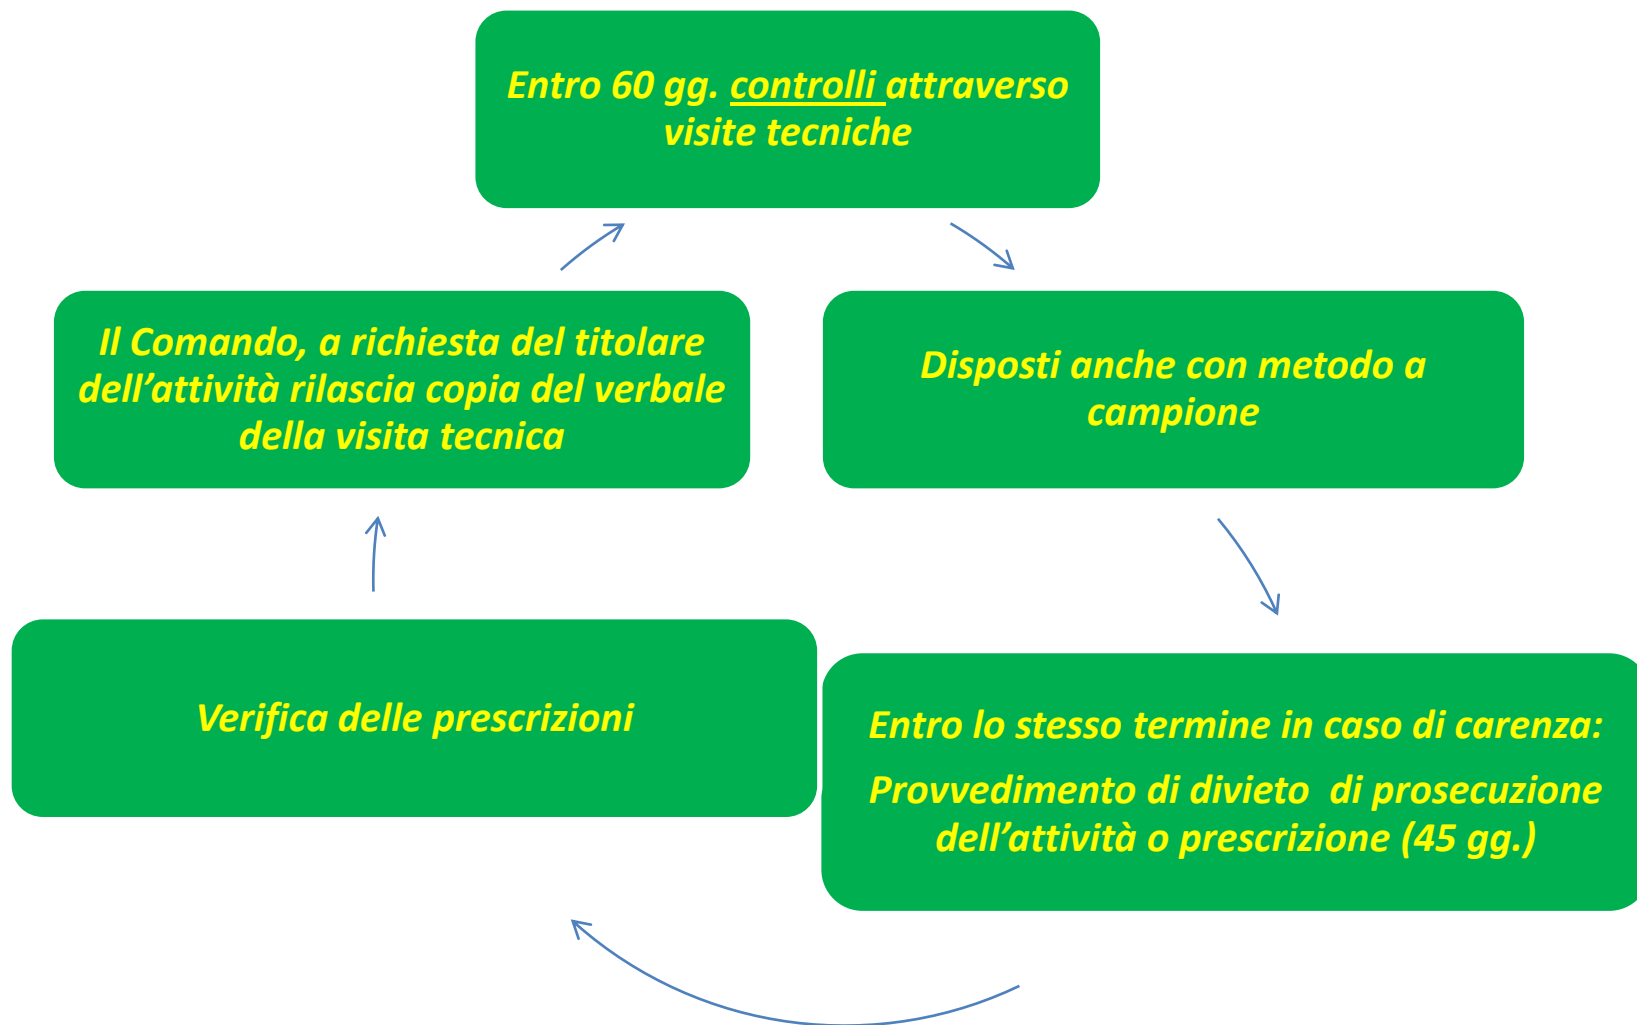 Entro 60 gg. controlli attraverso
visite tecniche
Disposti anche con metodo a
campione
Entro lo stesso termine in caso di carenza:
Provvedimento di divieto di prosecuzione
dell’attività o prescrizione (45 gg.)
Verifica delle prescrizioni
Il Comando, a richiesta del titolare
dell’attività rilascia copia del verbale
della visita tecnica